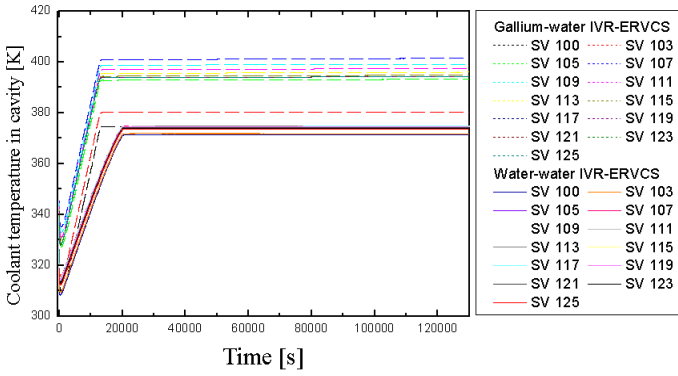 420
400
380
360
340
320
300
Coolant temperature in cavity [K]
0
20000
40000
60000
80000
100000
120000
Time [s]
Gallium-water IVR-ERVCS
SV 100 SV 103
SV 105 SV 107
SV 109 SV 111
SV 113 SV 115
SV 117 SV 119
SV 121 SV 123
SV 125
Water-water IVR-ERVCS
SV 100 SV 103
SV 105 SV 107
SV 109 SV 111
SV 113 SV 115
SV 117 SV 119
SV 121 SV 123
SV 125